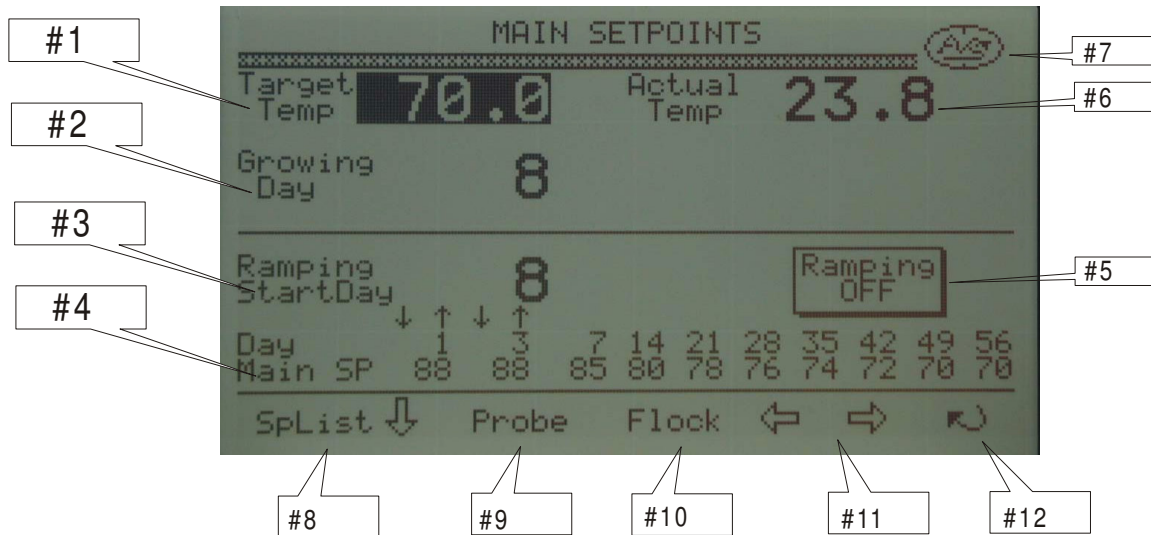 MAIN SETPOINTS
Avg
#1
#7
Target Temp 70.0
Actual Temp 23.8
#6
#2
Growing Day 8
#3
Ramping StartDay 8
Ramping OFF
#5
#4
↓ ↑ ↓ ↑
Day 1 3 7 14 21 28 35 42 49 56
Main SP 88 88 85 80 78 76 74 72 70 70
SpList ⇩ Probe Flock ⇦ ⇨
#8
#9
#10
#11
#12